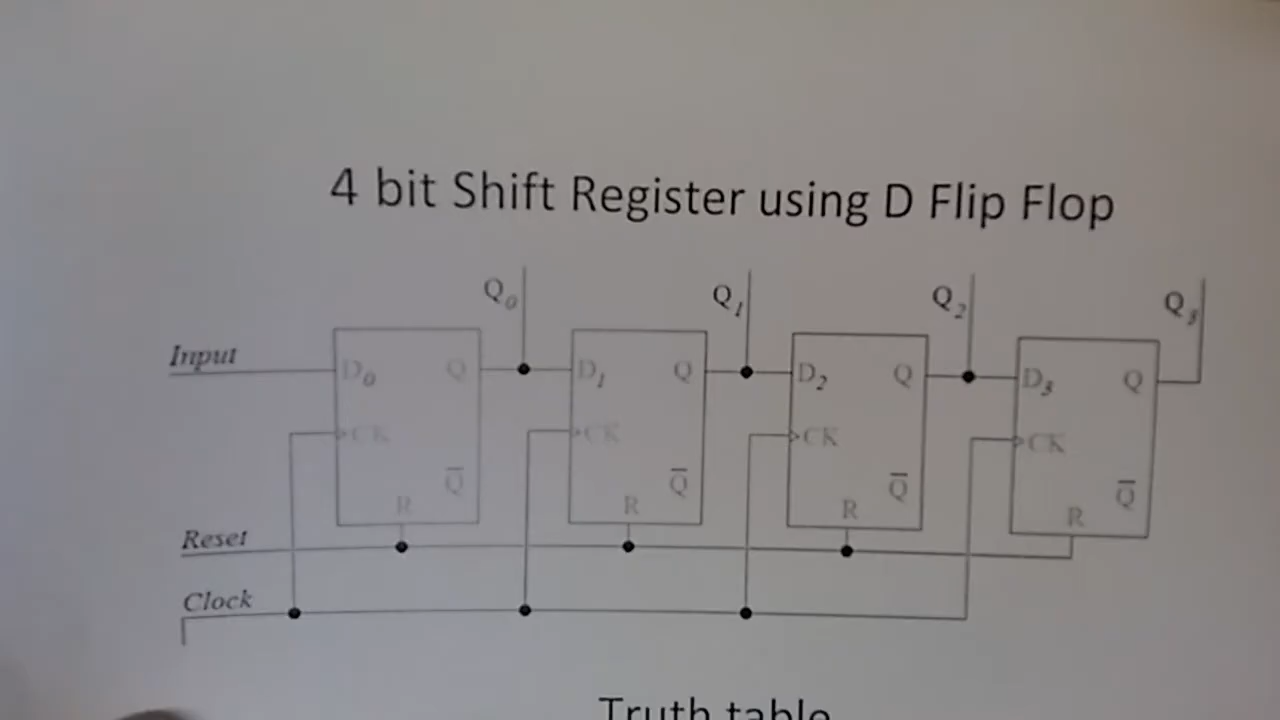 4 bit Shift Register using D Flip Flop
Q0 Q1 Q2 Q3
Input D0 Q D1 Q D2 Q D3 Q
CK CK CK CK
Q̅ Q̅ Q̅ Q̅
R R R R
Reset
Clock
Truth table